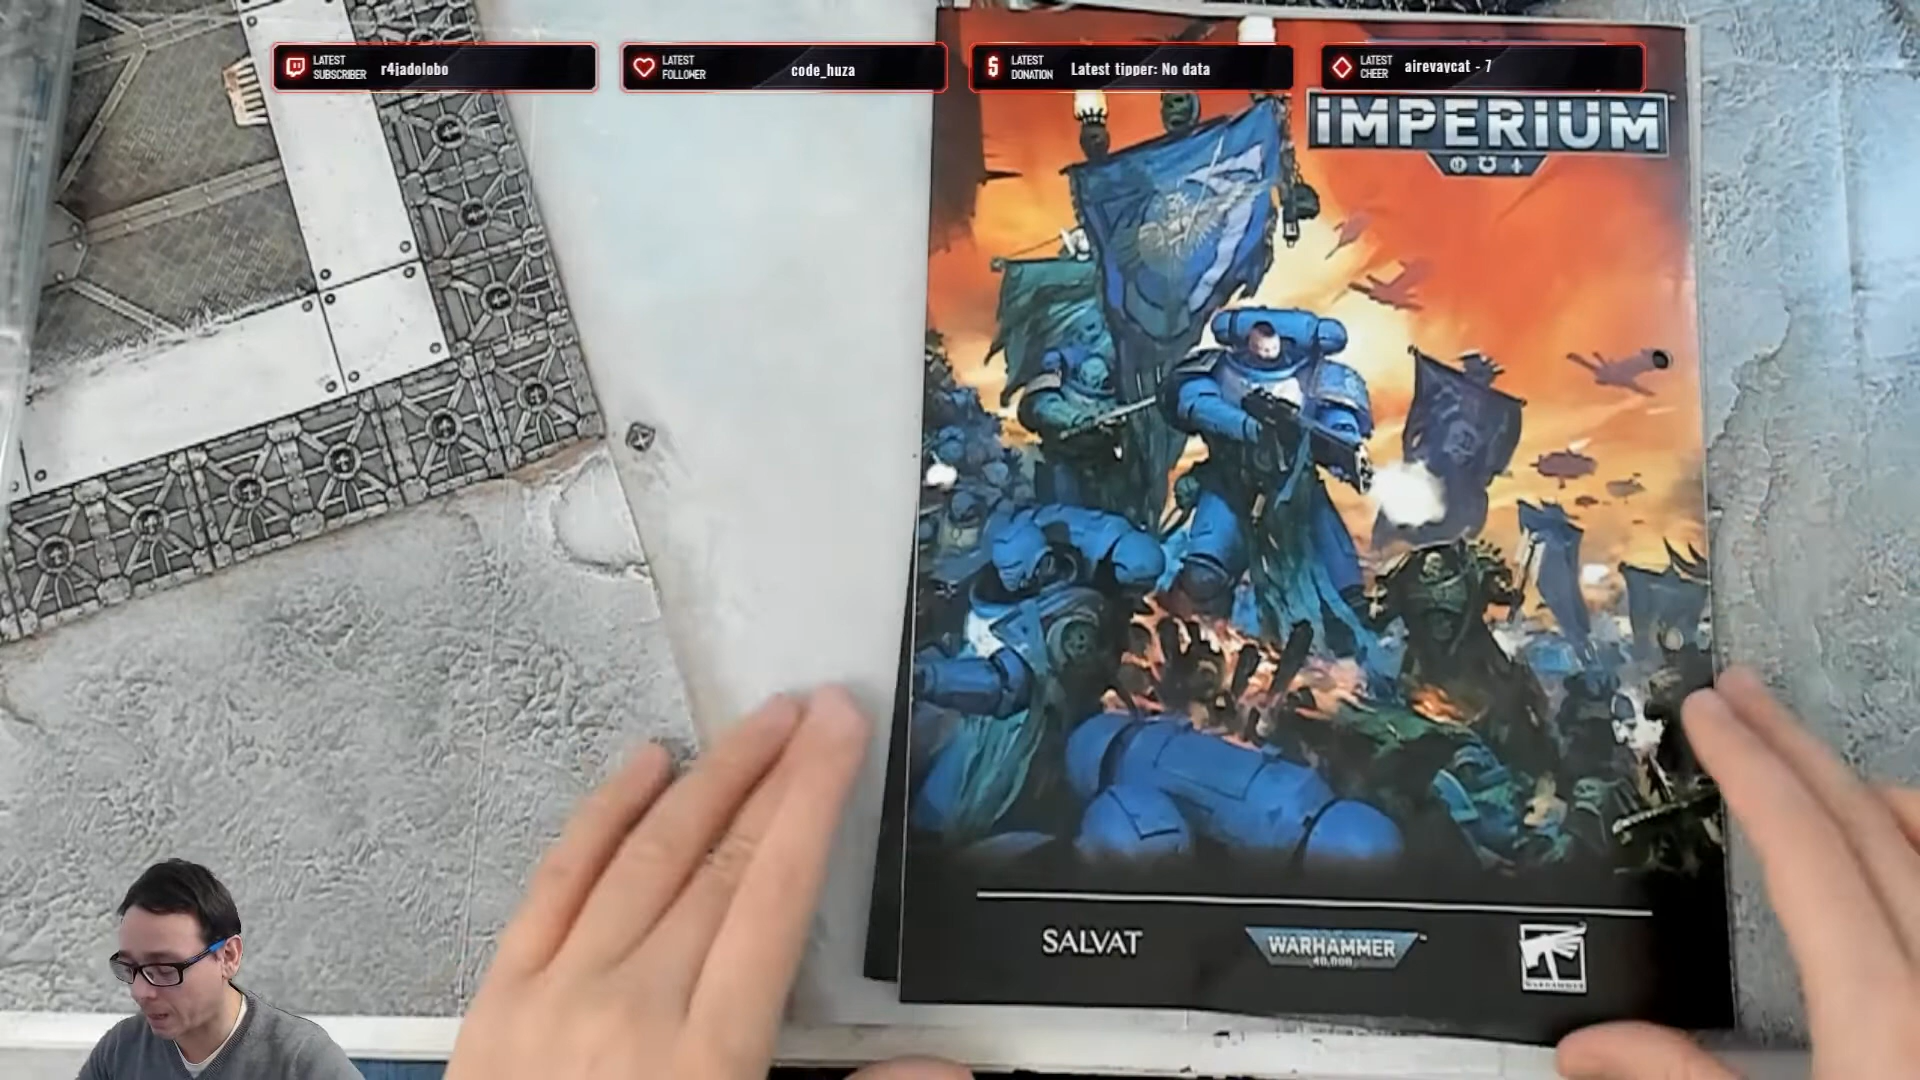 LATEST
SUBSCRIBER
r4jadolobo
LATEST
FOLLOWER
code_huza
LATEST
DONATION
Latest tipper: No data
LATEST
CHEER
airevaycat - 7
IMPERIUM
SALVAT
WARHAMMER
40,000
WARHAMMER